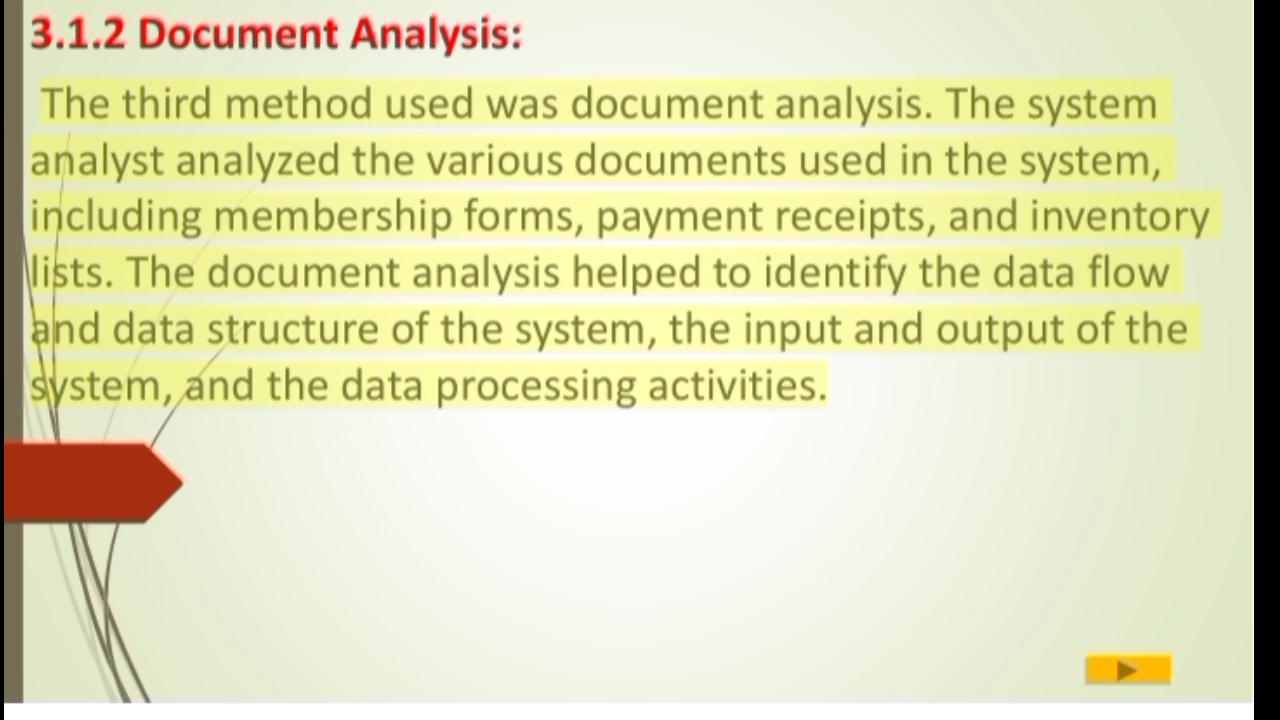 3.1.2 Document Analysis:
The third method used was document analysis. The system
analyst analyzed the various documents used in the system,
including membership forms, payment receipts, and inventory
lists. The document analysis helped to identify the data flow
and data structure of the system, the input and output of the
system, and the data processing activities.